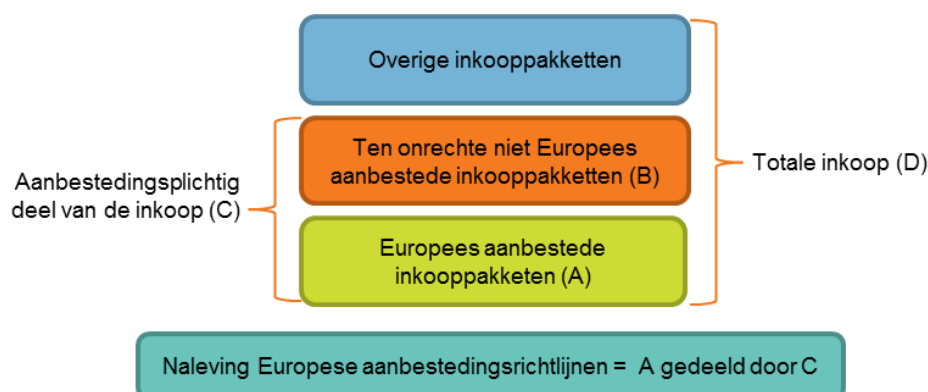 Overige inkooppakketten
Ten onrechte niet Europees
aanbestede inkooppakketten (B)
Aanbestedingsplichtig
deel van de inkoop (C)
Totale inkoop (D)
Europees aanbestede
inkooppakketen (A)
Naleving Europese aanbestedingsrichtlijnen = A gedeeld door C